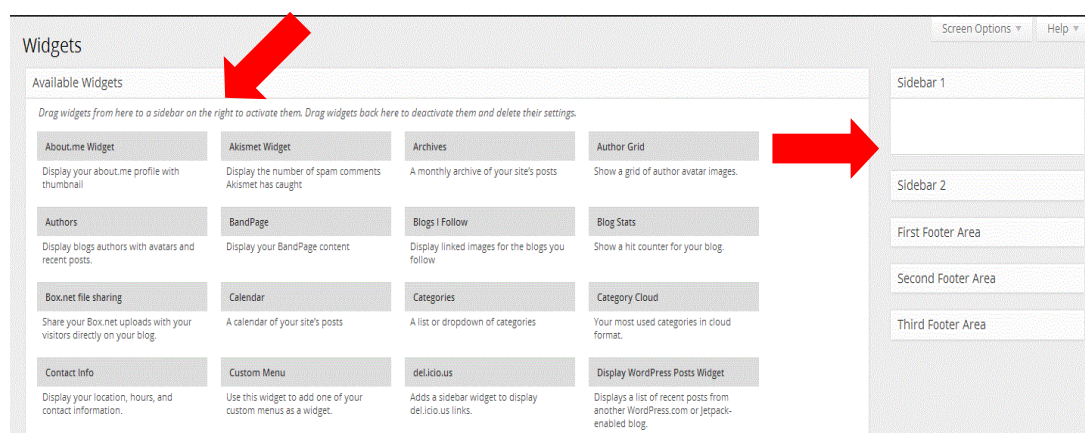 Screen Options
Help
Widgets
Available Widgets
Sidebar 1
Drag widgets from here to a sidebar on the right to activate them. Drag widgets back here to deactivate them and delete their settings.
About.me Widget
Akismet Widget
Archives
Author Grid
Display your about.me profile with
thumbnail
Display the number of spam comments
Akismet has caught
A monthly archive of your site's posts
Show a grid of author avatar images.
Sidebar 2
Authors
BandPage
Blogs I Follow
Blog Stats
Display blogs authors with avatars and
recent posts.
Display your BandPage content
Display linked images for the blogs you
follow
Show a hit counter for your blog.
First Footer Area
Second Footer Area
Box.net file sharing
Calendar
Categories
Category Cloud
Share your Box.net uploads with your
visitors directly on your blog.
A calendar of your site's posts
A list or dropdown of categories
Your most used categories in cloud
format.
Third Footer Area
Contact Info
Custom Menu
del.icio.us
Display WordPress Posts Widget
Display your location, hours, and
contact information.
Use this widget to add one of your
custom menus as a widget.
Adds a sidebar widget to display
del.icio.us links.
Displays a list of recent posts from
another WordPress.com or Jetpack-
enabled blog.